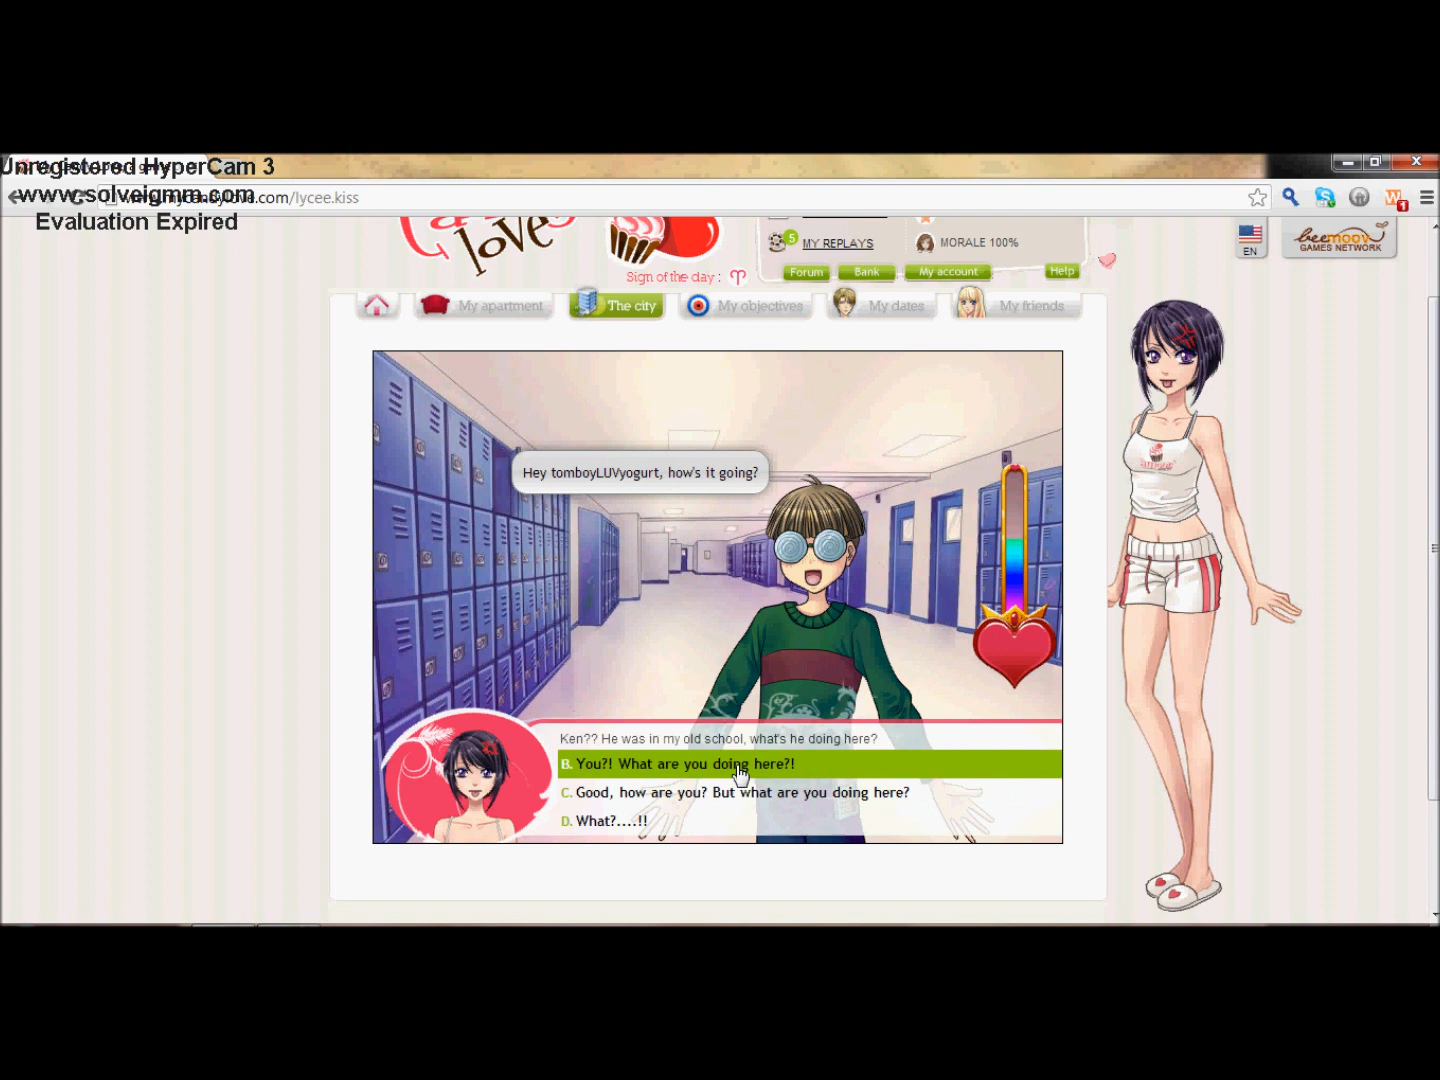 Unregistered HyperCam 3
www.solveigmm.com
Evaluation Expired
love.com/lycee.kiss
love
Sign of the day :
5 MY REPLAYS
MORALE 100%
Forum
Bank
My account
Help
EN
beemoov
GAMES NETWORK
My apartment
The city
My objectives
My dates
My friends
Hey tomboyLUVyogurt, how's it going?
Ken?? He was in my old school, what's he doing here?
B. You?! What are you doing here?!
C. Good, how are you? But what are you doing here?
D. What?....!!